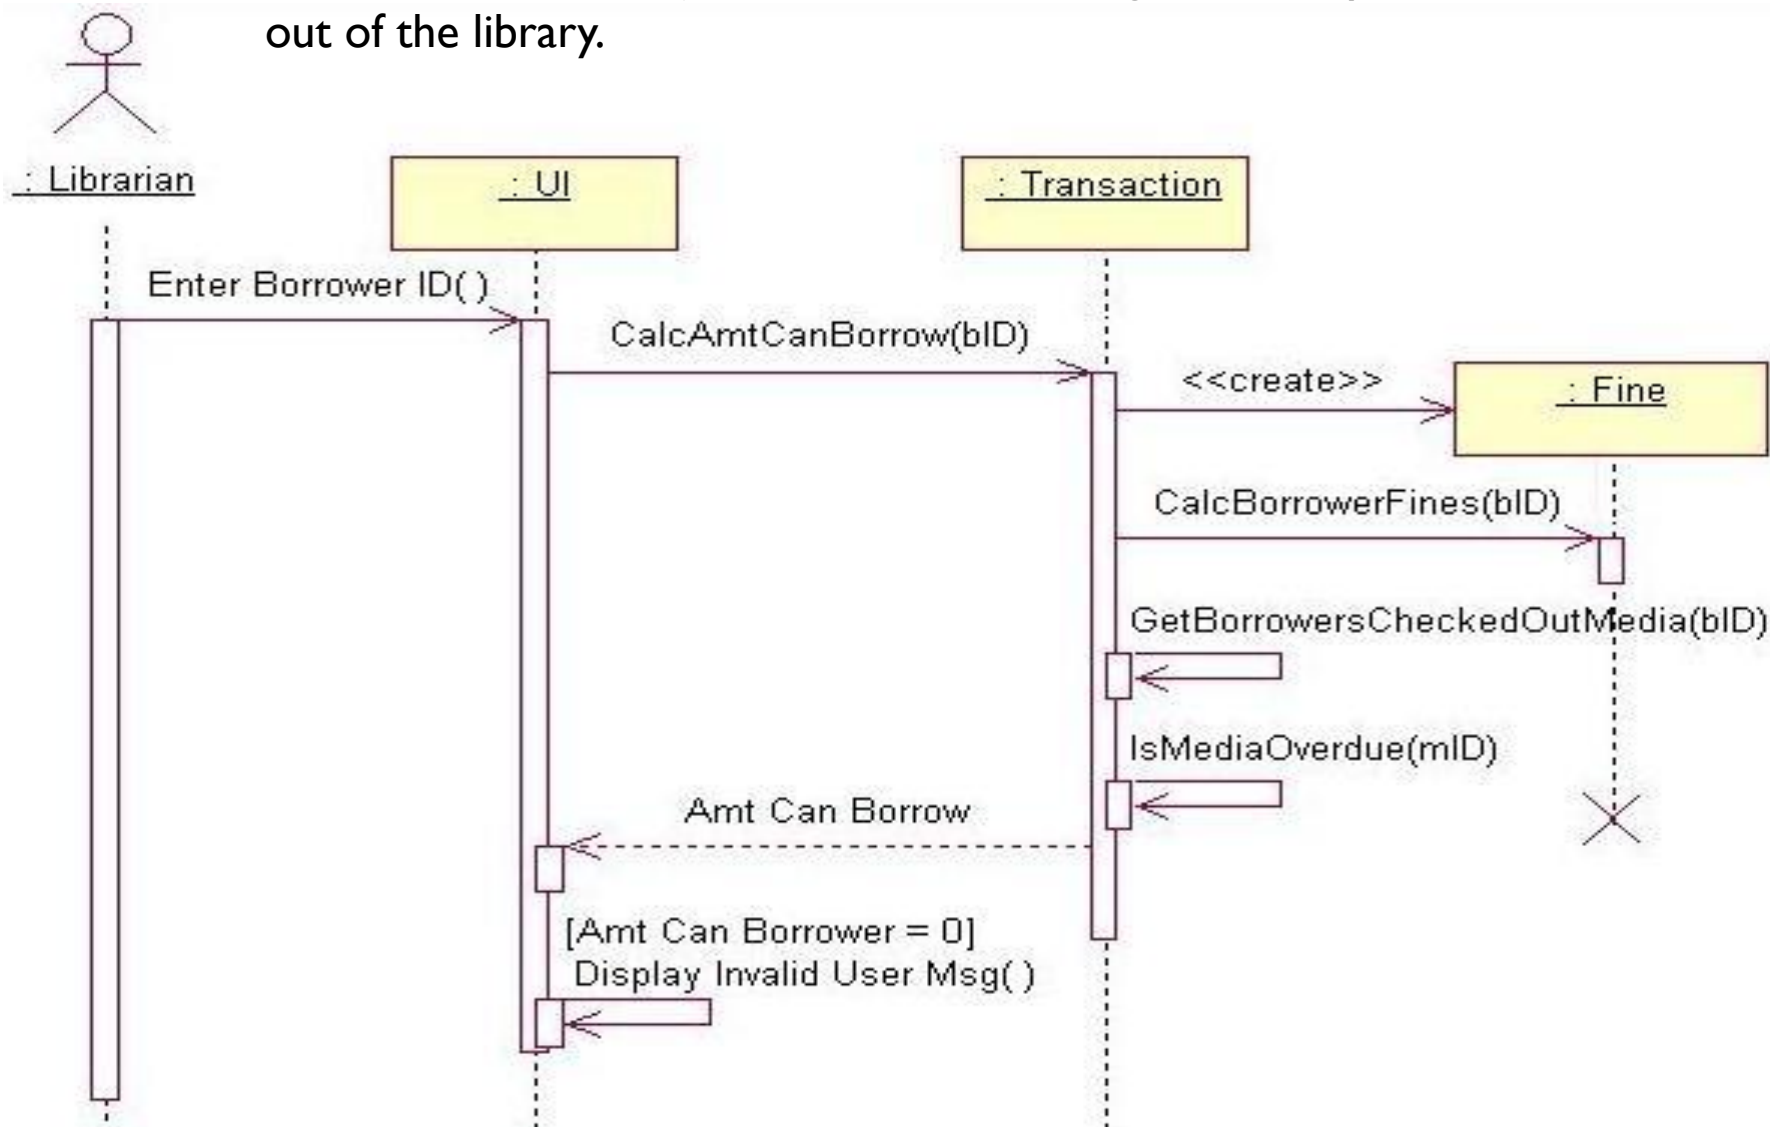 out of the library.
: Librarian
: UI
: Transaction
Enter Borrower ID( )
CalcAmtCanBorrow(bID)
<<create>>
: Fine
CalcBorrowerFines(bID)
GetBorrowersCheckedOutMedia(bID)
IsMediaOverdue(mID)
Amt Can Borrow
[Amt Can Borrower = 0]
Display Invalid User Msg( )